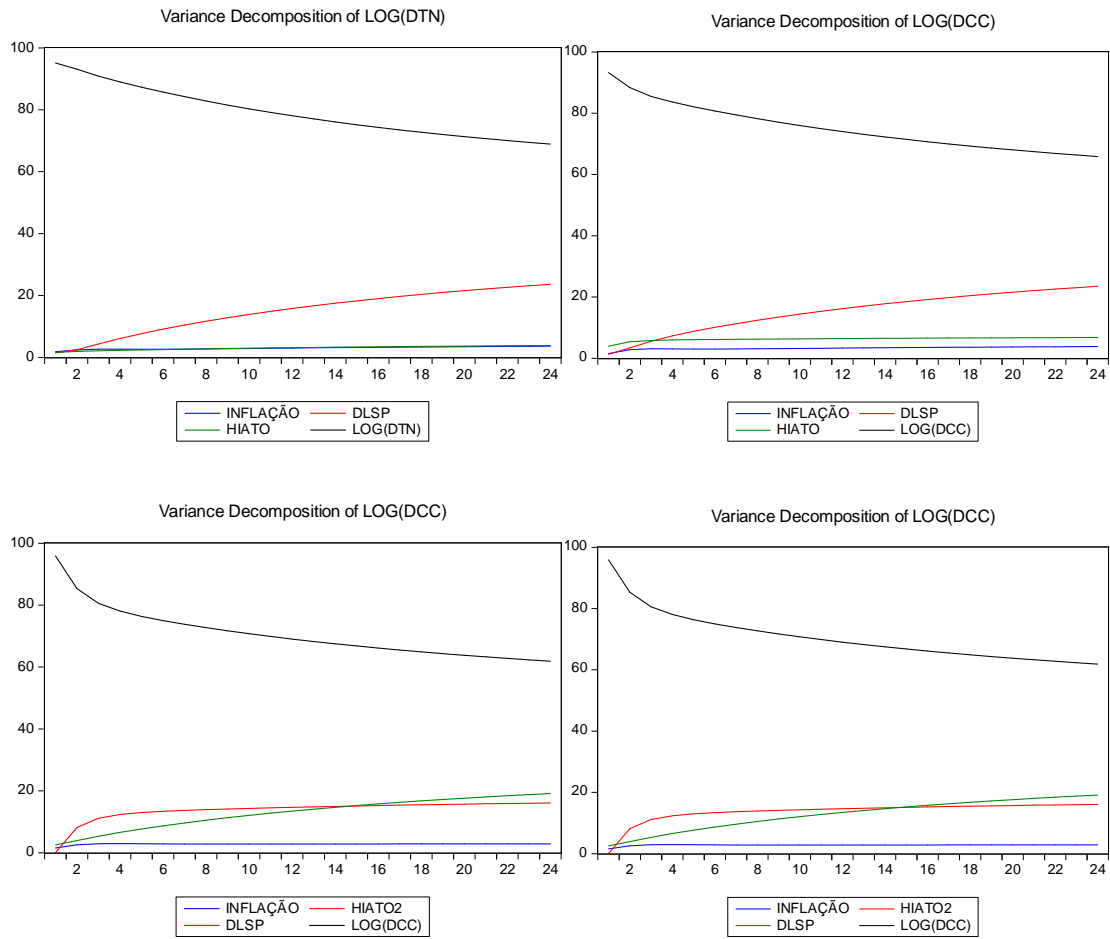 Variance Decomposition of LOG(DTN)
100
80
60
40
20
0
2 4 6 8 10 12 14 16 18 20 22 24
INFLAÇÃO DLSP
HIATO LOG(DTN)
Variance Decomposition of LOG(DCC)
100
80
60
40
20
0
2 4 6 8 10 12 14 16 18 20 22 24
INFLAÇÃO DLSP
HIATO LOG(DCC)
Variance Decomposition of LOG(DCC)
100
80
60
40
20
0
2 4 6 8 10 12 14 16 18 20 22 24
INFLAÇÃO HIATO2
DLSP LOG(DCC)
Variance Decomposition of LOG(DCC)
100
80
60
40
20
0
2 4 6 8 10 12 14 16 18 20 22 24
INFLAÇÃO HIATO2
DLSP LOG(DCC)